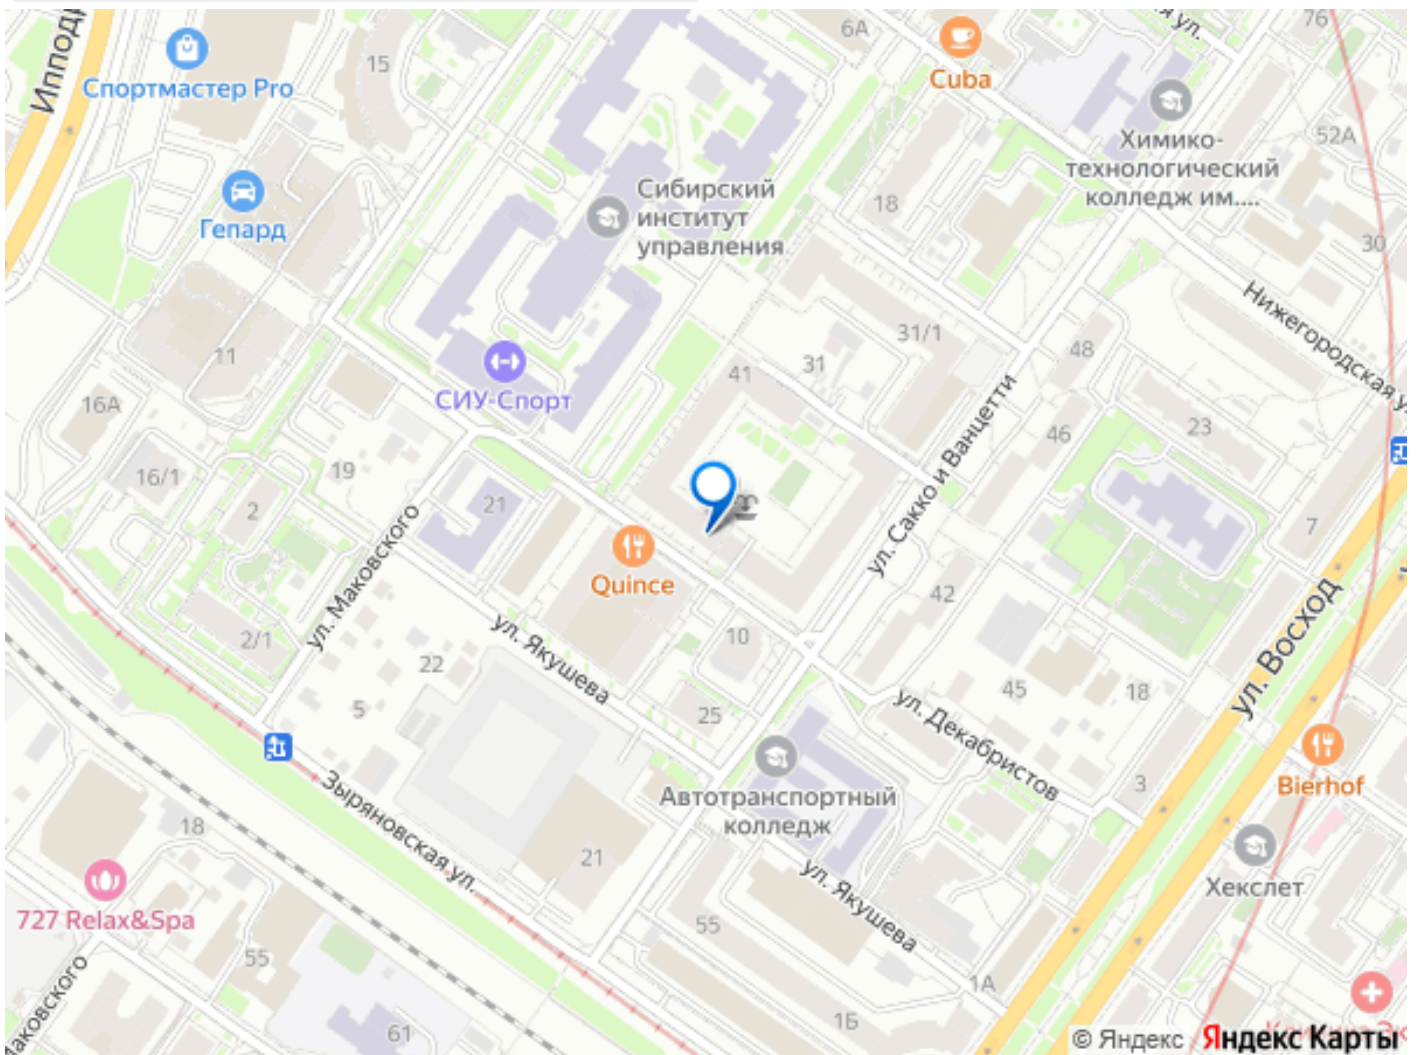 Ипподр
Спортмастер Pro
15
6А
Cuba
я ул.
76
Химико-
технологический
колледж им....
52А
Гепард
Сибирский
институт
управления
18
30
Нижегородская у
11
31/1
31
48
16А
СИУ-Спорт
41
46
23
16/1
19
2
21
ул. Маковского
ул. Сакко и Ванцетти
7
Quince
42
ул. Восход
2/1
22
ул. Якушева
10
5
25
45
18
ул. Декабристов
3
Bierhof
Зыряновская ул.
Автотранспортный
колледж
18
21
ул. Якушева
Хекслет
727 Relax&Spa
55
55
Маковского
61
1А
1Б
© Яндекс Яндекс Карты